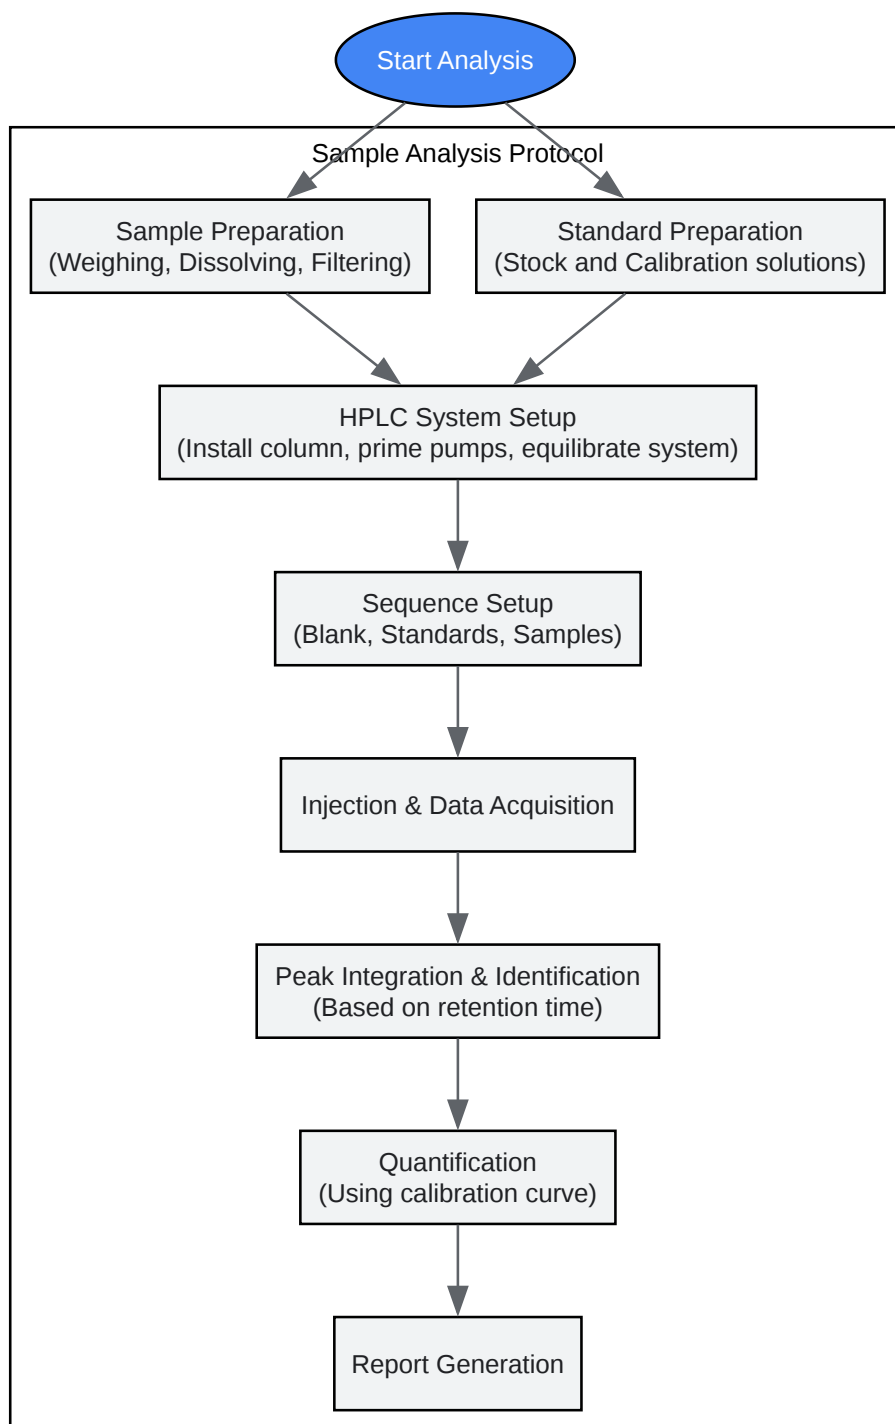 Start Analysis
Sample Analysis Protocol
Sample Preparation
(Weighing, Dissolving, Filtering)
Standard Preparation
(Stock and Calibration solutions)
HPLC System Setup
(Install column, prime pumps, equilibrate system)
Sequence Setup
(Blank, Standards, Samples)
Injection & Data Acquisition
Peak Integration & Identification
(Based on retention time)
Quantification
(Using calibration curve)
Report Generation